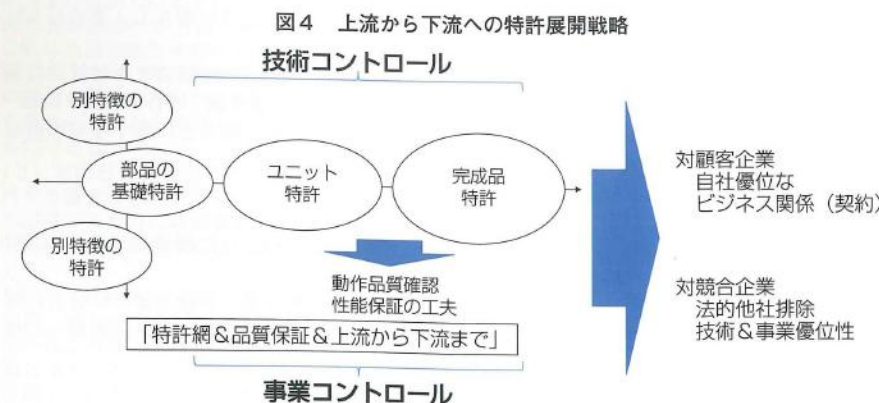 図4　上流から下流への特許展開戦略
技術コントロール
別特徴の
特許
部品の
基礎特許
ユニット
特許
完成品
特許
別特徴の
特許
動作品質確認
性能保証の工夫
「特許網＆品質保証＆上流から下流まで」
事業コントロール
対顧客企業
自社優位な
ビジネス関係（契約）
対競合企業
法的他社排除
技術＆事業優位性